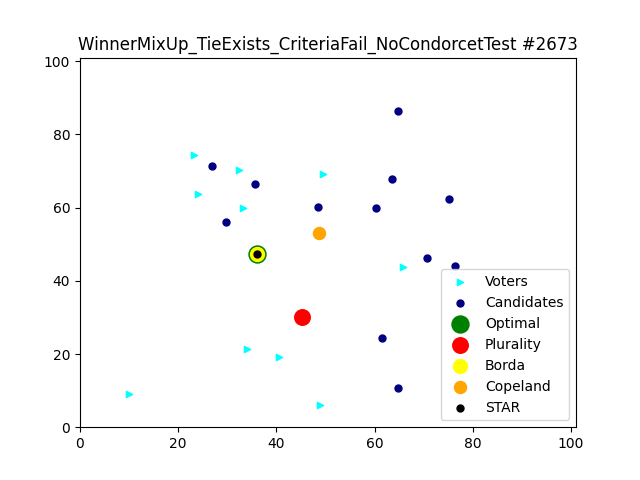 WinnerMixUp_TieExists_CriteriaFail_NoCondorcetTest #2673
100
80
60
40
20
0
0 20 40 60 80 100
Voters
Candidates
Optimal
Plurality
Borda
Copeland
STAR